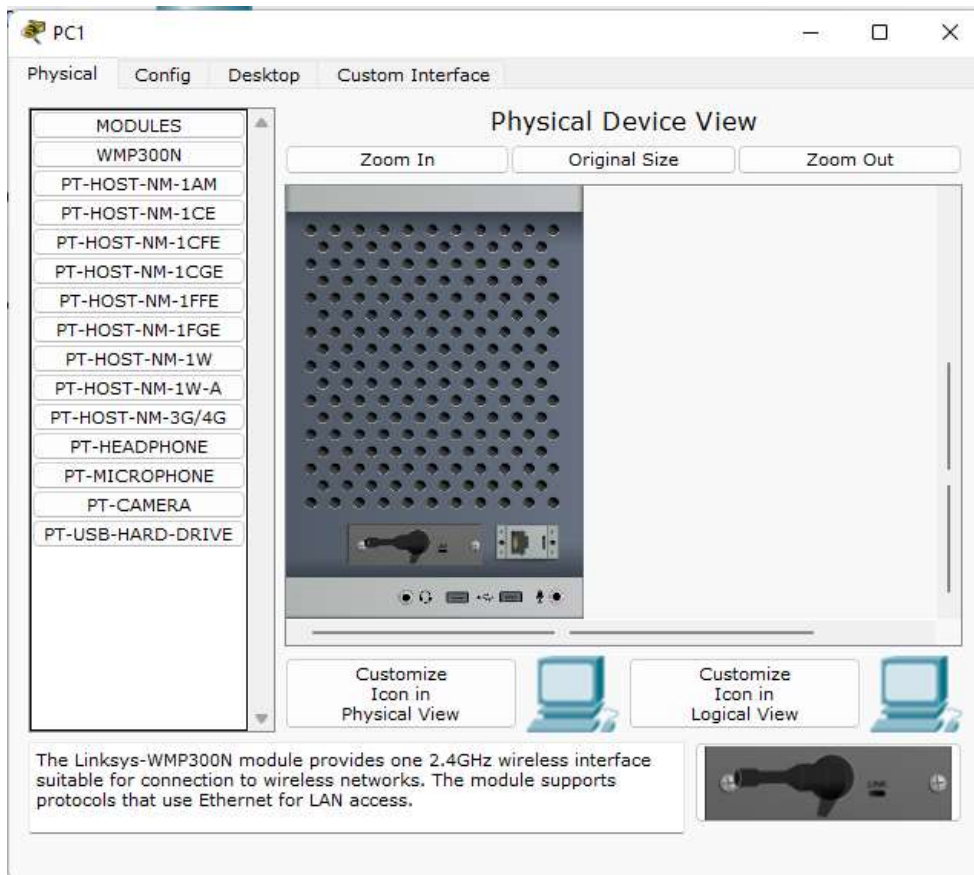 PC1
Physical Config Desktop Custom Interface
MODULES
WMP300N
PT-HOST-NM-1AM
PT-HOST-NM-1CE
PT-HOST-NM-1CFE
PT-HOST-NM-1CGE
PT-HOST-NM-1FFE
PT-HOST-NM-1FGE
PT-HOST-NM-1W
PT-HOST-NM-1W-A
PT-HOST-NM-3G/4G
PT-HEADPHONE
PT-MICROPHONE
PT-CAMERA
PT-USB-HARD-DRIVE
Physical Device View
Zoom In Original Size Zoom Out
Customize
Icon in
Physical View
Customize
Icon in
Logical View
The Linksys-WMP300N module provides one 2.4GHz wireless interface
suitable for connection to wireless networks. The module supports
protocols that use Ethernet for LAN access.
LINK